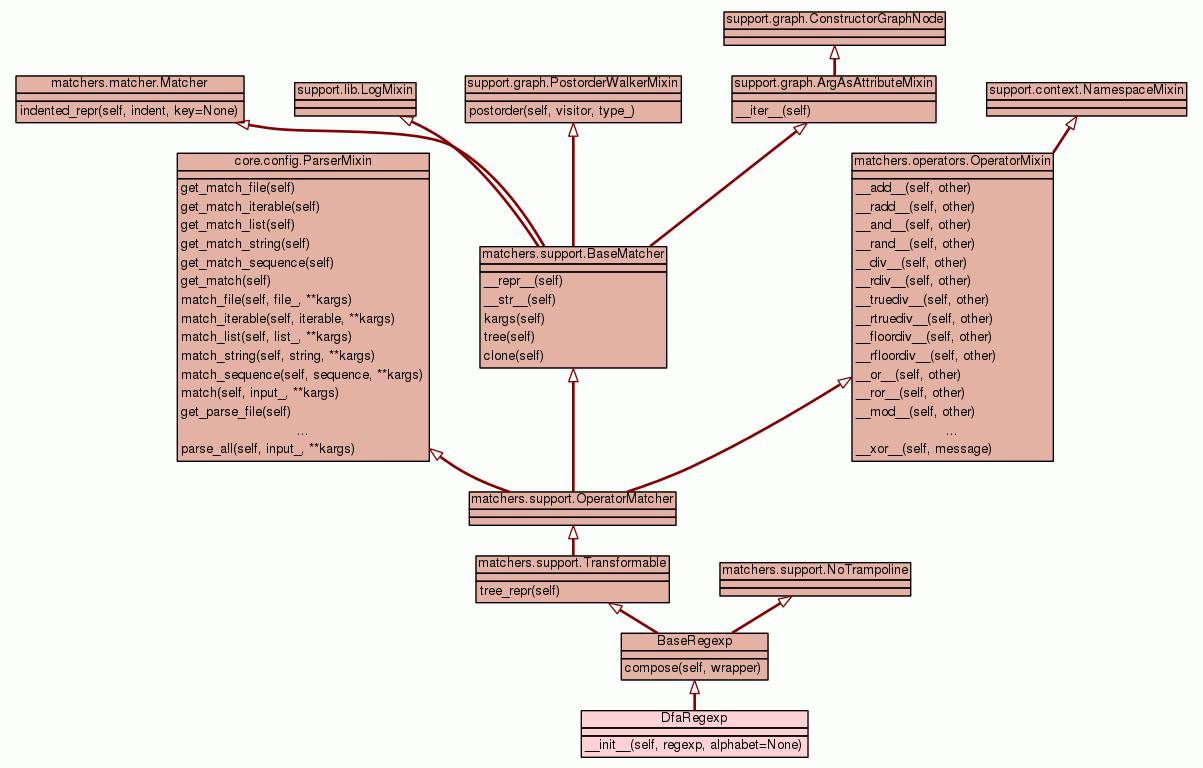 support.graph.ConstructorGraphNode
matchers.matcher.Matcher
indented_repr(self, indent, key=None)
support.lib.LogMixin
support.graph.PostorderWalkerMixin
postorder(self, visitor, type_)
support.graph.ArgAsAttributeMixin
__iter__(self)
support.context.NamespaceMixin
core.config.ParserMixin
get_match_file(self)
get_match_iterable(self)
get_match_list(self)
get_match_string(self)
get_match_sequence(self)
get_match(self)
match_file(self, file_, **kargs)
match_iterable(self, iterable, **kargs)
match_list(self, list_, **kargs)
match_string(self, string, **kargs)
match_sequence(self, sequence, **kargs)
match(self, input_, **kargs)
get_parse_file(self)
...
parse_all(self, input_, **kargs)
matchers.support.BaseMatcher
__repr__(self)
__str__(self)
kargs(self)
tree(self)
clone(self)
matchers.operators.OperatorMixin
__add__(self, other)
__radd__(self, other)
__and__(self, other)
__rand__(self, other)
__div__(self, other)
__rdiv__(self, other)
__truediv__(self, other)
__rtruediv__(self, other)
__floordiv__(self, other)
__rfloordiv__(self, other)
__or__(self, other)
__ror__(self, other)
__mod__(self, other)
...
__xor__(self, message)
matchers.support.OperatorMatcher
matchers.support.Transformable
tree_repr(self)
matchers.support.NoTrampoline
BaseRegexp
compose(self, wrapper)
DfaRegexp
__init__(self, regexp, alphabet=None)